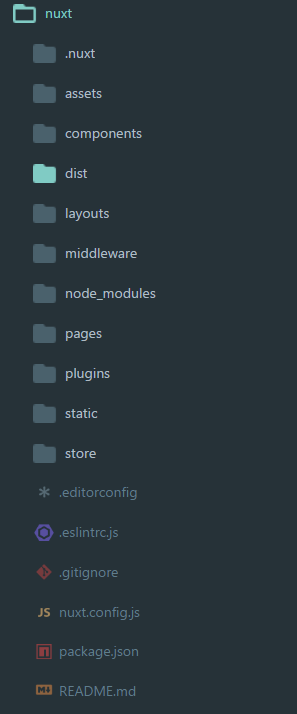 nuxt
.nuxt
assets
components
dist
layouts
middleware
node_modules
pages
plugins
static
store
.editorconfig
.eslintrc.js
.gitignore
JS nuxt.config.js
package.json
README.md